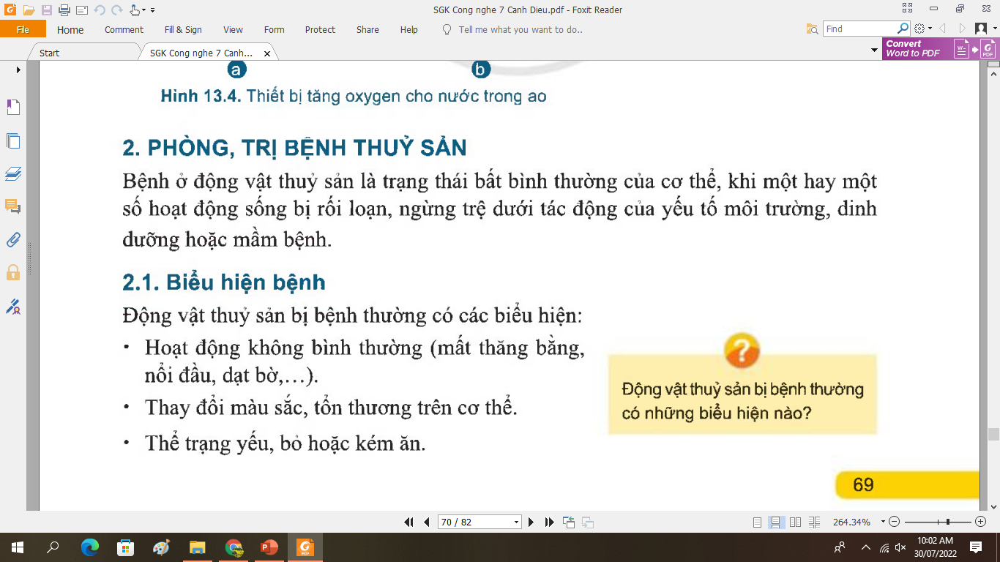 SGK Cong nghe 7 Canh Dieu.pdf - Foxit Reader
File Home Comment Fill & Sign View Form Protect Share Help Tell me what you want to do.. Find
Start SGK Cong nghe 7 Canh... Convert Word to PDF
a b
Hình 13.4. Thiết bị tăng oxygen cho nước trong ao
2. PHÒNG, TRỊ BỆNH THUỶ SẢN
Bệnh ở động vật thuỷ sản là trạng thái bất bình thường của cơ thể, khi một hay một
số hoạt động sống bị rối loạn, ngừng trệ dưới tác động của yếu tố môi trường, dinh
dưỡng hoặc mầm bệnh.
2.1. Biểu hiện bệnh
Động vật thuỷ sản bị bệnh thường có các biểu hiện:
• Hoạt động không bình thường (mất thăng bằng,
nổi đầu, dạt bờ,…).
• Thay đổi màu sắc, tổn thương trên cơ thể.
• Thể trạng yếu, bỏ hoặc kém ăn.
?
Động vật thuỷ sản bị bệnh thường
có những biểu hiện nào?
69
70 / 82 264.34%
10:02 AM
30/07/2022